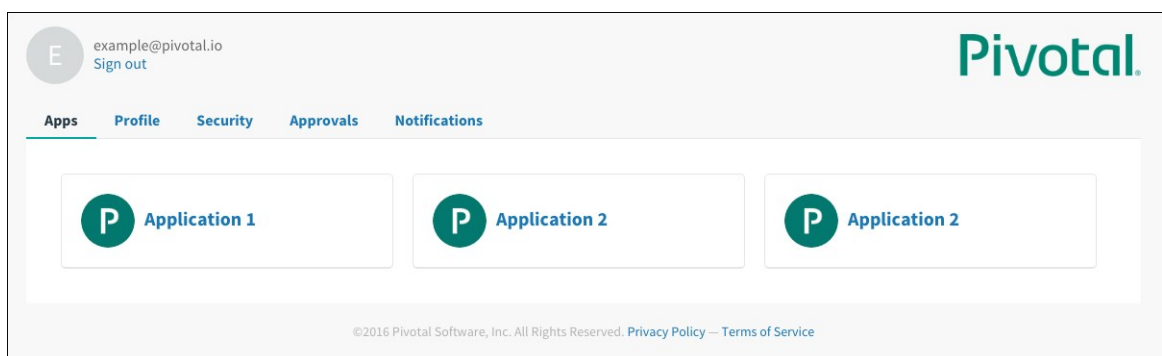 E
example@pivotal.io
Sign out
Pivotal.
Apps Profile Security Approvals Notifications
P Application 1 P Application 2 P Application 2
©2016 Pivotal Software, Inc. All Rights Reserved. Privacy Policy — Terms of Service